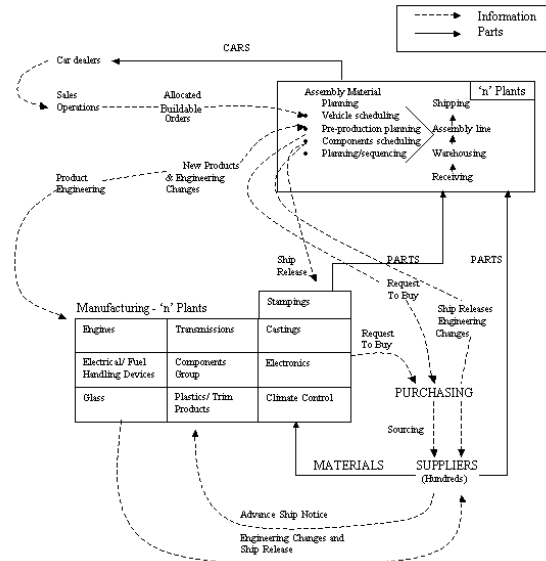 Information
Parts
CARS
Car dealers
Sales
Operations
Allocated
Buildable
Orders
Assembly Material
Planning
Vehicle scheduling
Pre-production planning
Components scheduling
Planning/sequencing
'n' Plants
Shipping
Assembly line
Warehousing
Receiving
Product
Engineering
New Products
& Engineering
Changes
Ship
Release
PARTS
PARTS
Request
To Buy
Ship Releases
Engineering
Changes
Manufacturing - 'n' Plants
Stampings
Engines
Transmissions
Castings
Electrical/ Fuel
Handling Devices
Components
Group
Electronics
Glass
Plastics/ Trim
Products
Climate Control
Request
To Buy
PURCHASING
Sourcing
MATERIALS
SUPPLIERS
(Hundreds)
Advance Ship Notice
Engineering Changes and
Ship Release